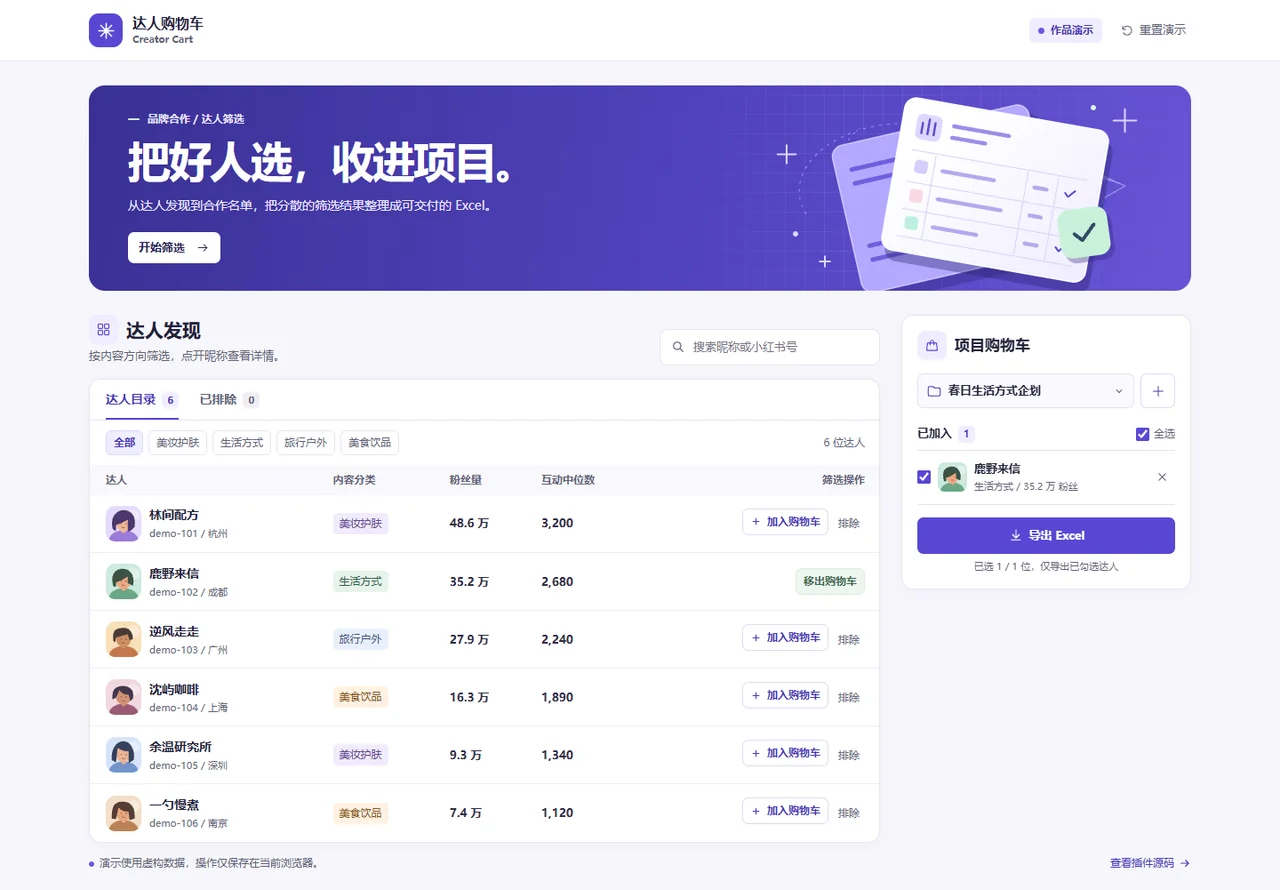 达人购物车
Creator Cart
作品演示
重置演示
品牌合作 / 达人筛选
把好人选，收进项目。
从达人发现到合作名单，把分散的筛选结果整理成可交付的 Excel。
开始筛选 →
达人发现
按内容方向筛选，点开昵称查看详情。
搜索昵称或小红书号
达人目录 6 已排除 0
全部 美妆护肤 生活方式 旅行户外 美食饮品 6 位达人
达人 内容分类 粉丝量 互动中位数 筛选操作
林间配方
demo-101 / 杭州
美妆护肤 48.6 万 3,200 + 加入购物车 排除
鹿野来信
demo-102 / 成都
生活方式 35.2 万 2,680 移出购物车
逆风走走
demo-103 / 广州
旅行户外 27.9 万 2,240 + 加入购物车 排除
沈屿咖啡
demo-104 / 上海
美食饮品 16.3 万 1,890 + 加入购物车 排除
余温研究所
demo-105 / 深圳
美妆护肤 9.3 万 1,340 + 加入购物车 排除
一勺慢煮
demo-106 / 南京
美食饮品 7.4 万 1,120 + 加入购物车 排除
项目购物车
春日生活方式企划
已加入 1 全选
鹿野来信
生活方式 / 35.2 万 粉丝
导出 Excel
已选 1 / 1 位，仅导出已勾选达人
演示使用虚构数据，操作仅保存在当前浏览器。
查看插件源码 →